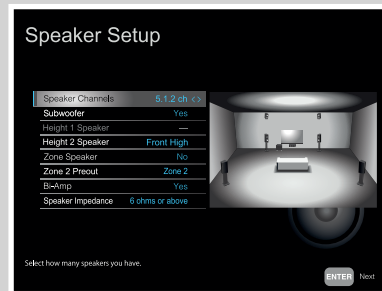 Speaker Setup
Speaker Channels 5.1.2 ch <>
Subwoofer Yes
Height 1 Speaker —
Height 2 Speaker Front High
Zone Speaker No
Zone 2 Preout Zone 2
Bi-Amp Yes
Speaker Impedance 6 ohms or above
Select how many speakers you have.
ENTER Next